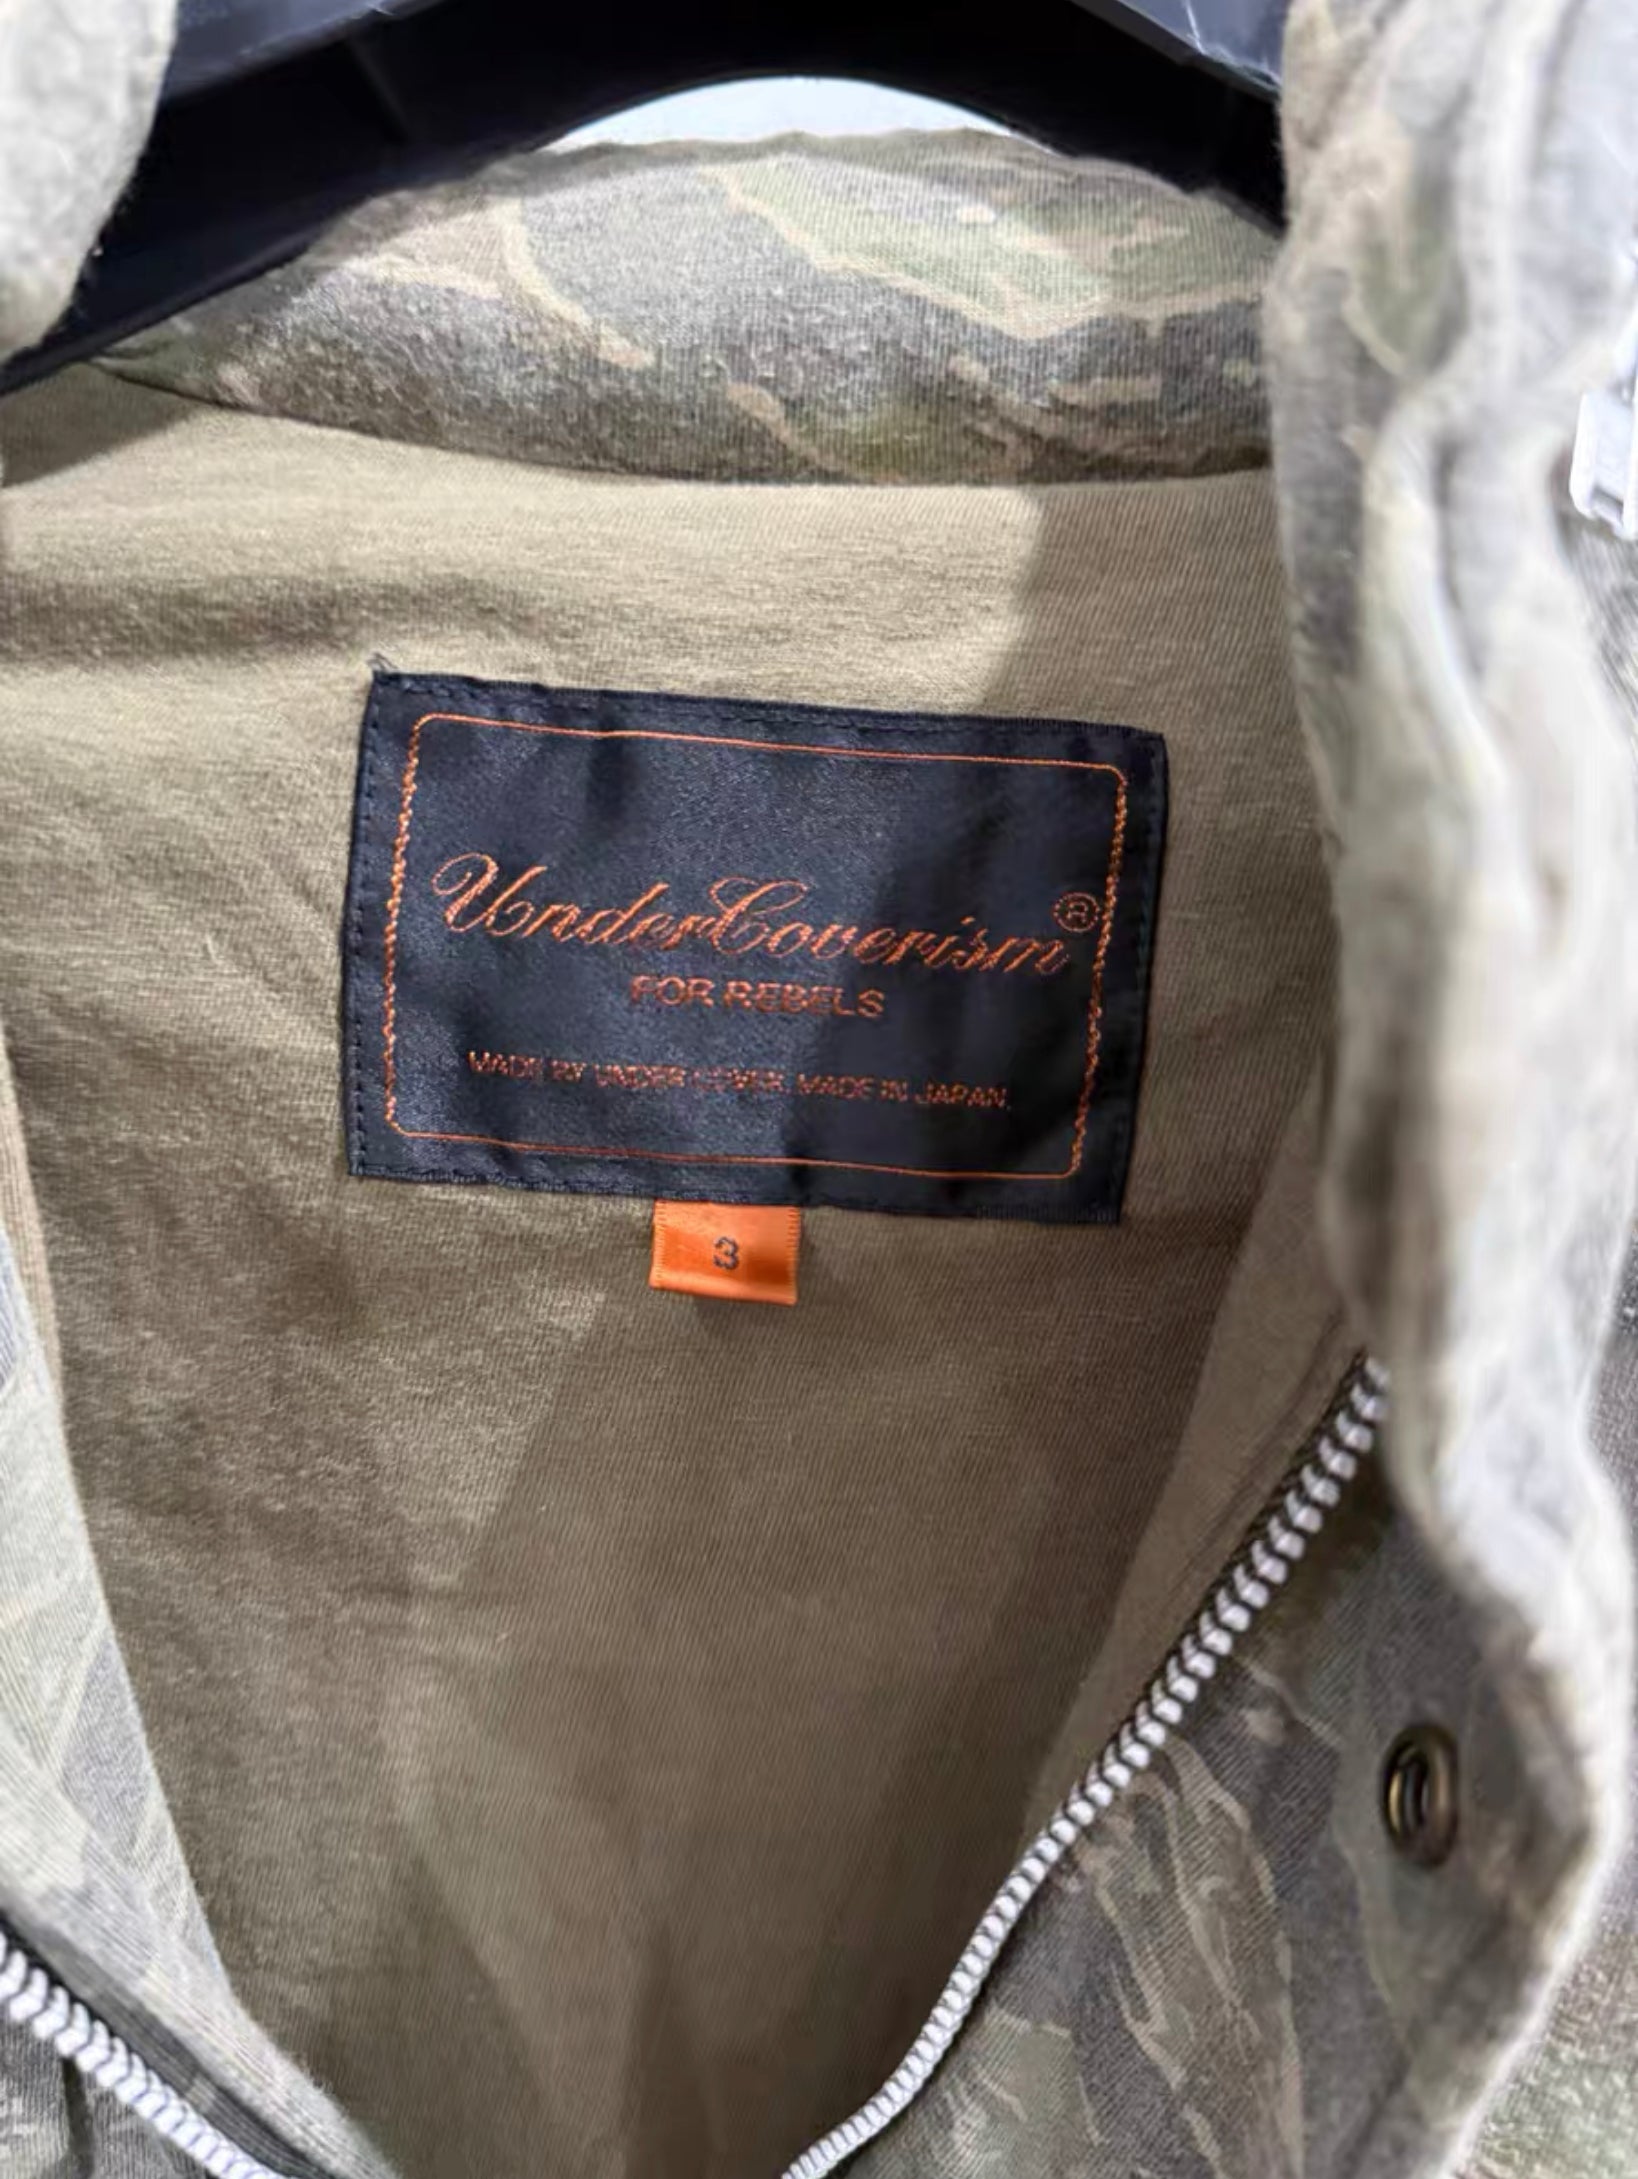 UnderCoverism®
FOR REBELS
MADE BY UNDER COVER MADE IN JAPAN.
3